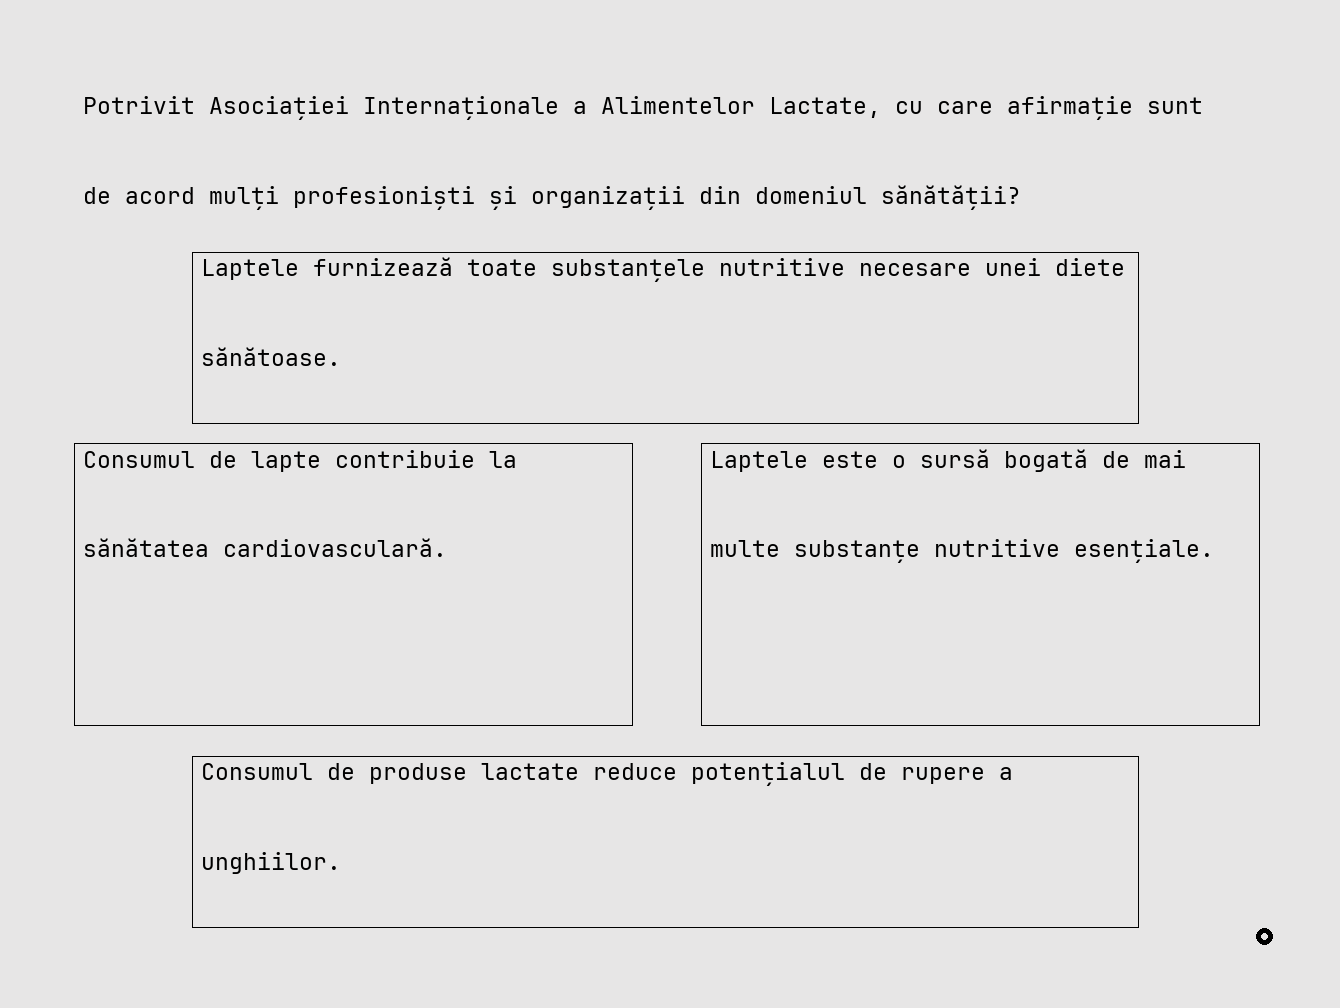 Potrivit Asociației Internaționale a Alimentelor Lactate, cu care afirmație sunt
de acord mulți profesioniști și organizații din domeniul sănătății?
Laptele furnizează toate substanțele nutritive necesare unei diete
sănătoase.
Consumul de lapte contribuie la
sănătatea cardiovasculară.
Laptele este o sursă bogată de mai
multe substanțe nutritive esențiale.
Consumul de produse lactate reduce potențialul de rupere a
unghiilor.